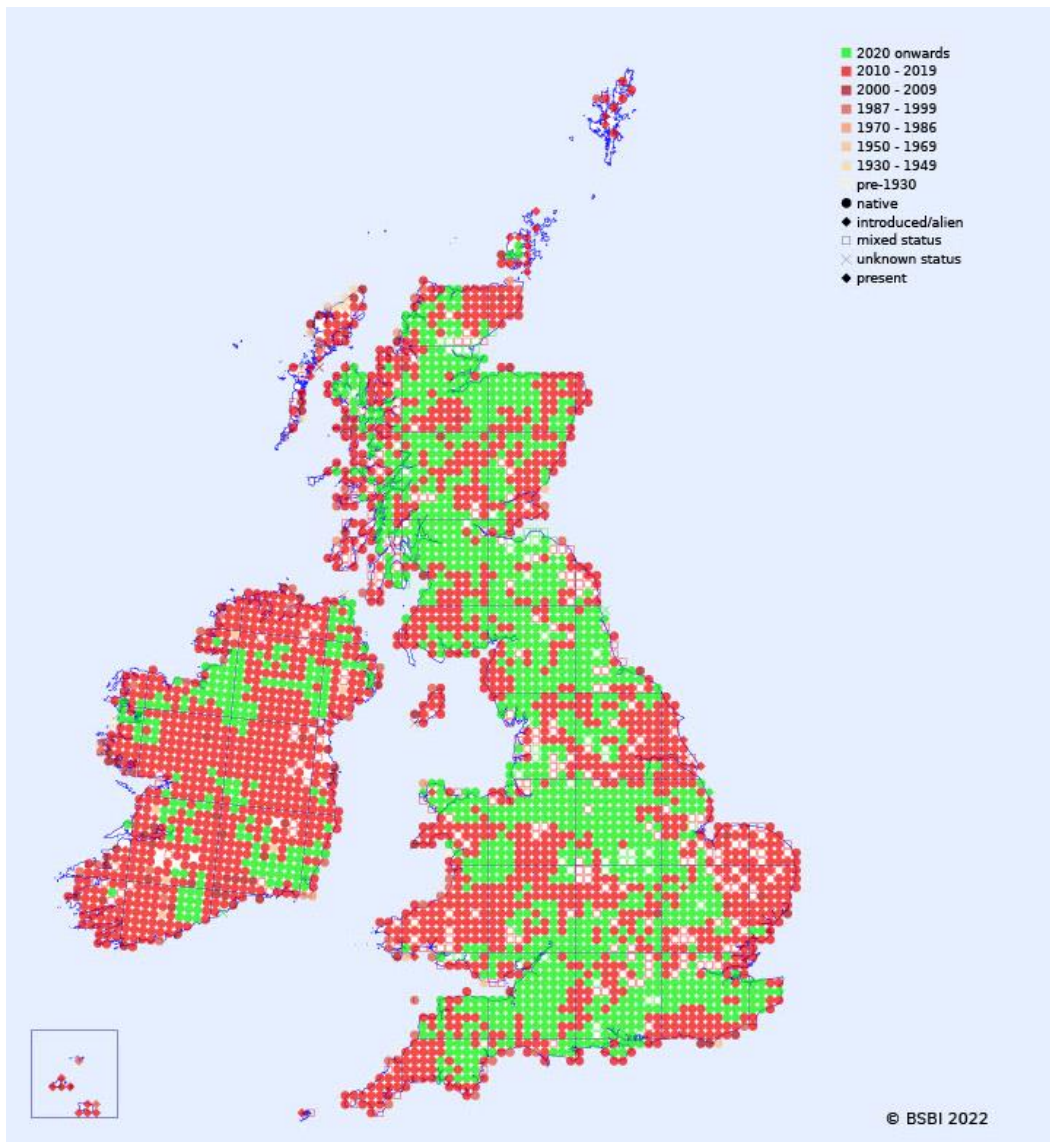 2020 onwards
2010 - 2019
2000 - 2009
1987 - 1999
1970 - 1986
1950 - 1969
1930 - 1949
pre-1930
native
introduced/alien
mixed status
unknown status
present
© BSBI 2022